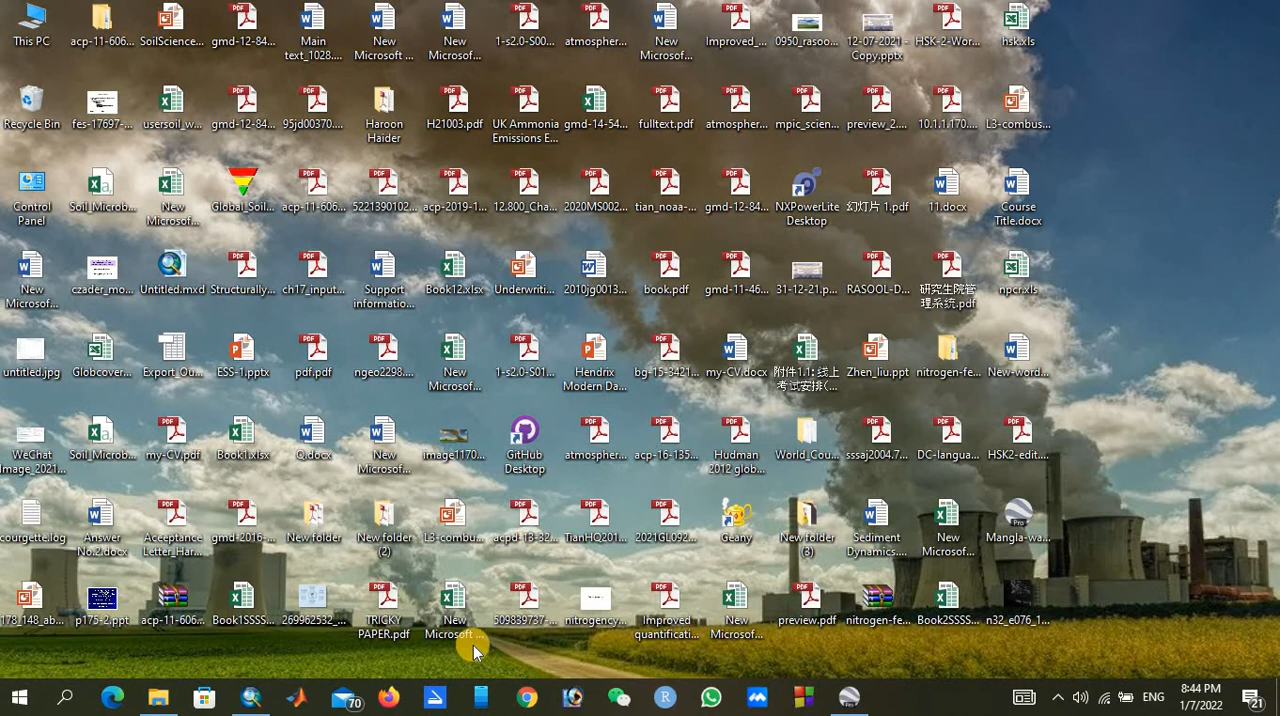 This PC
acp-11-606...
SoilScience...
gmd-12-84...
Main
text_1028....
New
Microsoft ...
New
Microsof...
1-s2.0-S00...
atmospher...
New
Microsof...
Improved_...
0950_rasoo...
12-07-2021 -
Copy.pptx
HSK-2-Wor...
hsk.xls
Recycle Bin
fes-17697-...
usersoil_w...
gmd-12-84...
95jd00370....
Haroon
Haider
H21003.pdf
UK Ammonia
Emissions E...
gmd-14-54...
fulltext.pdf
atmospher...
mpic_scien...
preview_2....
10.1.1.170....
L3-combus...
Control
Panel
Soil_Microb...
New
Microsof...
Global_Soil...
acp-11-606...
5221390102...
acp-2019-1...
12.800_Cha...
2020MS002...
tian_noaa-...
gmd-12-84...
NXPowerLite
Desktop
幻灯片 1.pdf
11.docx
Course
Title.docx
New
Microsof...
czader_mo...
Untitled.mxd
Structurally...
ch17_input...
Support
informatio...
Book12.xlsx
Underwriti...
2010jg0013...
book.pdf
gmd-11-46...
31-12-21.p...
RASOOL-D...
研究生院管
理系统.pdf
npcr.xls
untitled.jpg
Globcover...
Export_Ou...
ESS-1.pptx
pdf.pdf
ngeo2298....
New
Microsof...
1-s2.0-S01...
Hendrix
Modern Da...
bg-15-3421...
my-CV.docx
附件1.1: 线上
考试安排(...
Zhen_liu.ppt
nitrogen-fe...
New-word...
WeChat
Image_2021...
Soil_Microb...
my-CV.pdf
Book1.xlsx
Q.docx
New
Microsof...
image1170...
GitHub
Desktop
atmospher...
acp-16-135...
Hudman
2012 glob...
World_Cou...
sssaj2004.7...
DC-langua...
HSK2-edit....
courgette.log
Answer
No.2.docx
Acceptance
Letter_Har...
gmd-2016-...
New folder
New folder
(2)
L3-combu...
acpd-13-32...
TianHQ201...
2021GL092...
Geany
New folder
(3)
Sediment
Dynamics....
New
Microsof...
Mangla-wa...
178_148_ab...
p175-2.ppt
acp-11-606...
Book1SSSS...
269962532_...
TRICKY
PAPER.pdf
New
Microsoft ...
509839737-...
nitrogency...
Improved
quantificati...
New
Microsof...
preview.pdf
nitrogen-fe...
Book2SSSS...
n32_e076_1...
70
ENG
8:44 PM
1/7/2022
21